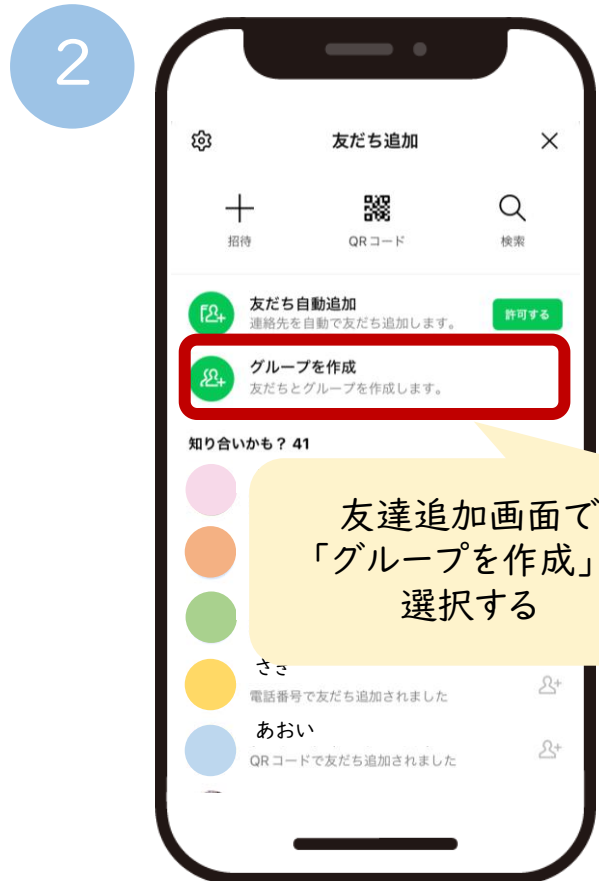 2
友だち追加
招待
QRコード
検索
友だち自動追加
連絡先を自動で友だち追加します。
許可する
グループを作成
友だちとグループを作成します。
知り合いかも？ 41
友達追加画面で
「グループを作成」
選択する
電話番号で友だち追加されました
あおい
QRコードで友だち追加されました